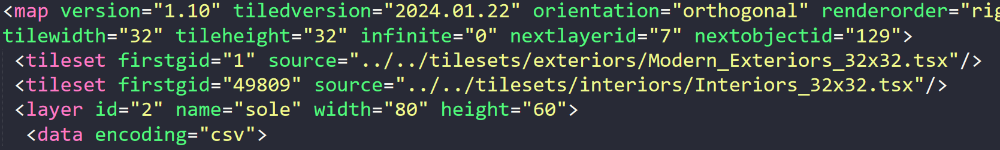 <map version="1.10" tiledversion="2024.01.22" orientation="orthogonal" renderorder="rig
tilewidth="32" tileheight="32" infinite="0" nextlayerid="7" nextobjectid="129">
<tileset firstgid="1" source="../../tilesets/exteriors/Modern_Exteriors_32x32.tsx"/>
<tileset firstgid="49809" source="../../tilesets/interiors/Interiors_32x32.tsx"/>
<layer id="2" name="sole" width="80" height="60">
<data encoding="csv">